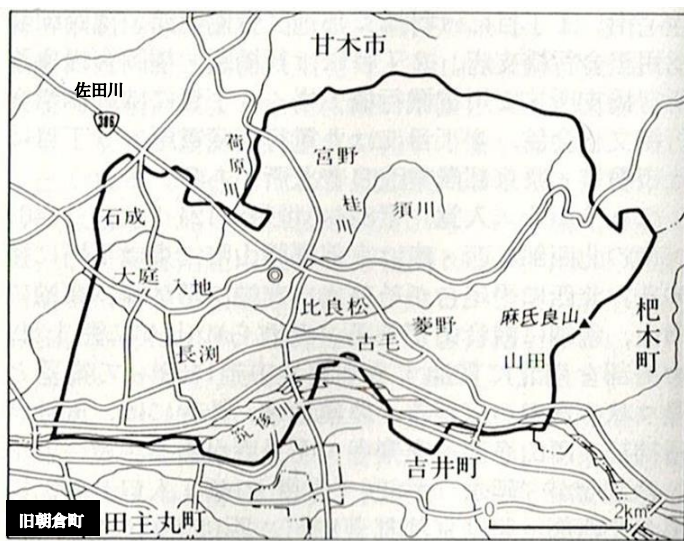 甘木市
佐田川
386
荷原川
宮野
桂川
須川
石成
大庭
入地
比良松
菱野
麻氐良山
杷木町
古毛
山田
長渕
筑後川
吉井町
田主丸町
旧朝倉町
0 2km